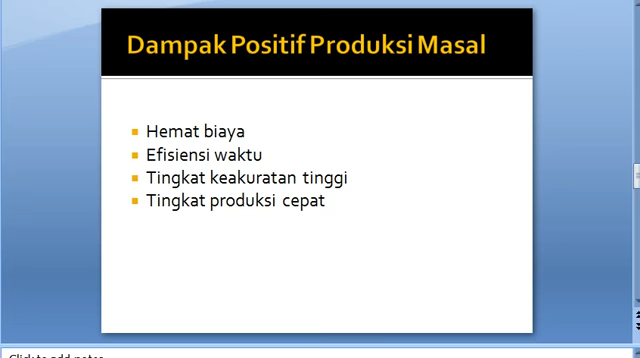 Dampak Positif Produksi Masal
Hemat biaya
Efisiensi waktu
Tingkat keakuratan tinggi
Tingkat produksi cepat
Click to add notes